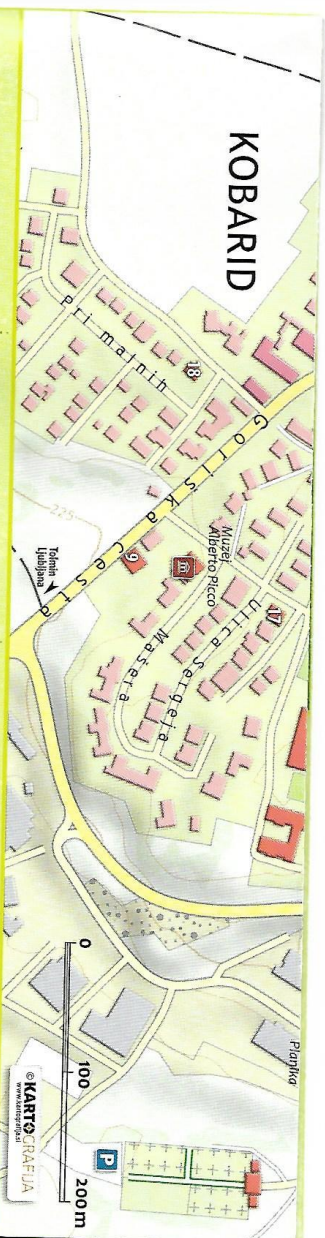 KOBARID
Pri malnih
18
Goriška cesta
Muzej
Alberto Picco
9
17
Ulica Sergeja
Mašera
225
Tolmin
Ljubljana
Planika
0 100 200 m
P
© KARTOGRAFIJA
www.kartografija.si